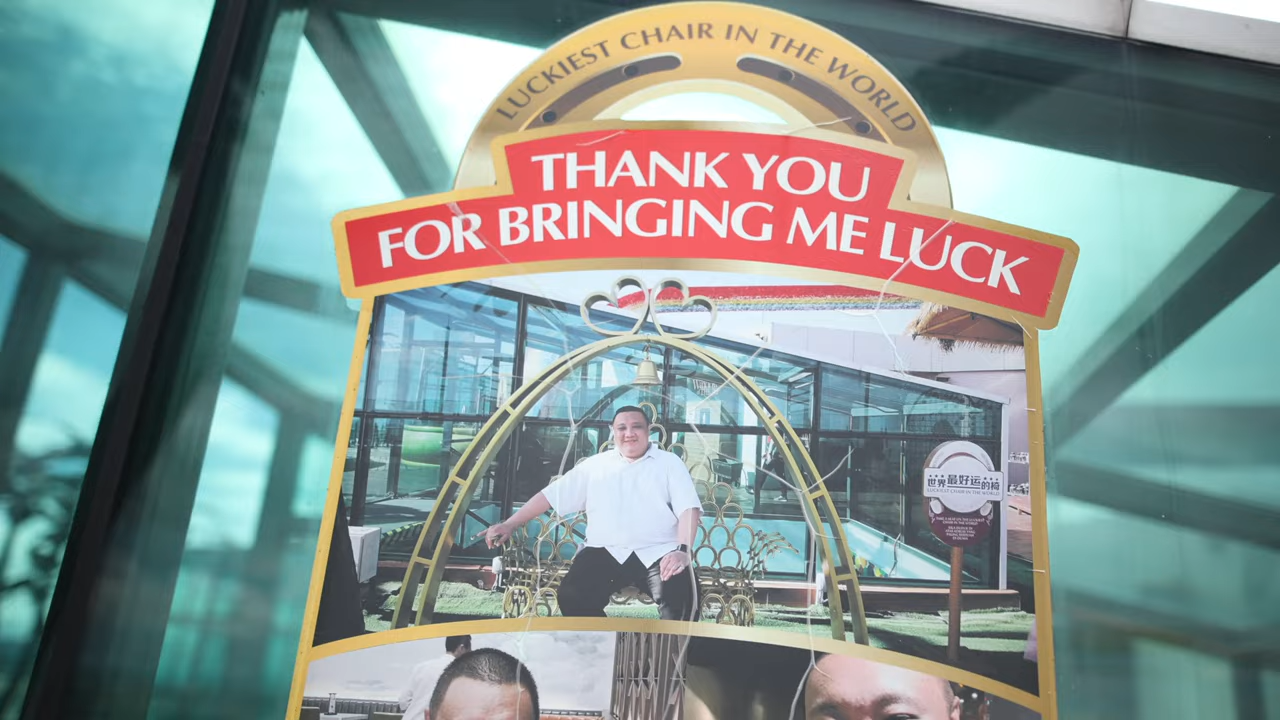 LUCKIEST CHAIR IN THE WORLD
THANK YOU
FOR BRINGING ME LUCK
世界最好运的椅
LUCKIEST CHAIR IN THE WORLD